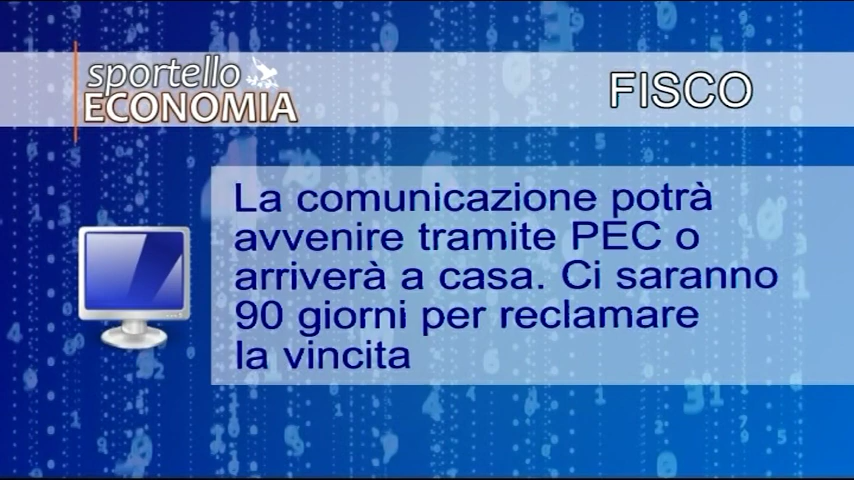 sportello
ECONOMIA
FISCO
La comunicazione potrà
avvenire tramite PEC o
arriverà a casa. Ci saranno
90 giorni per reclamare
la vincita